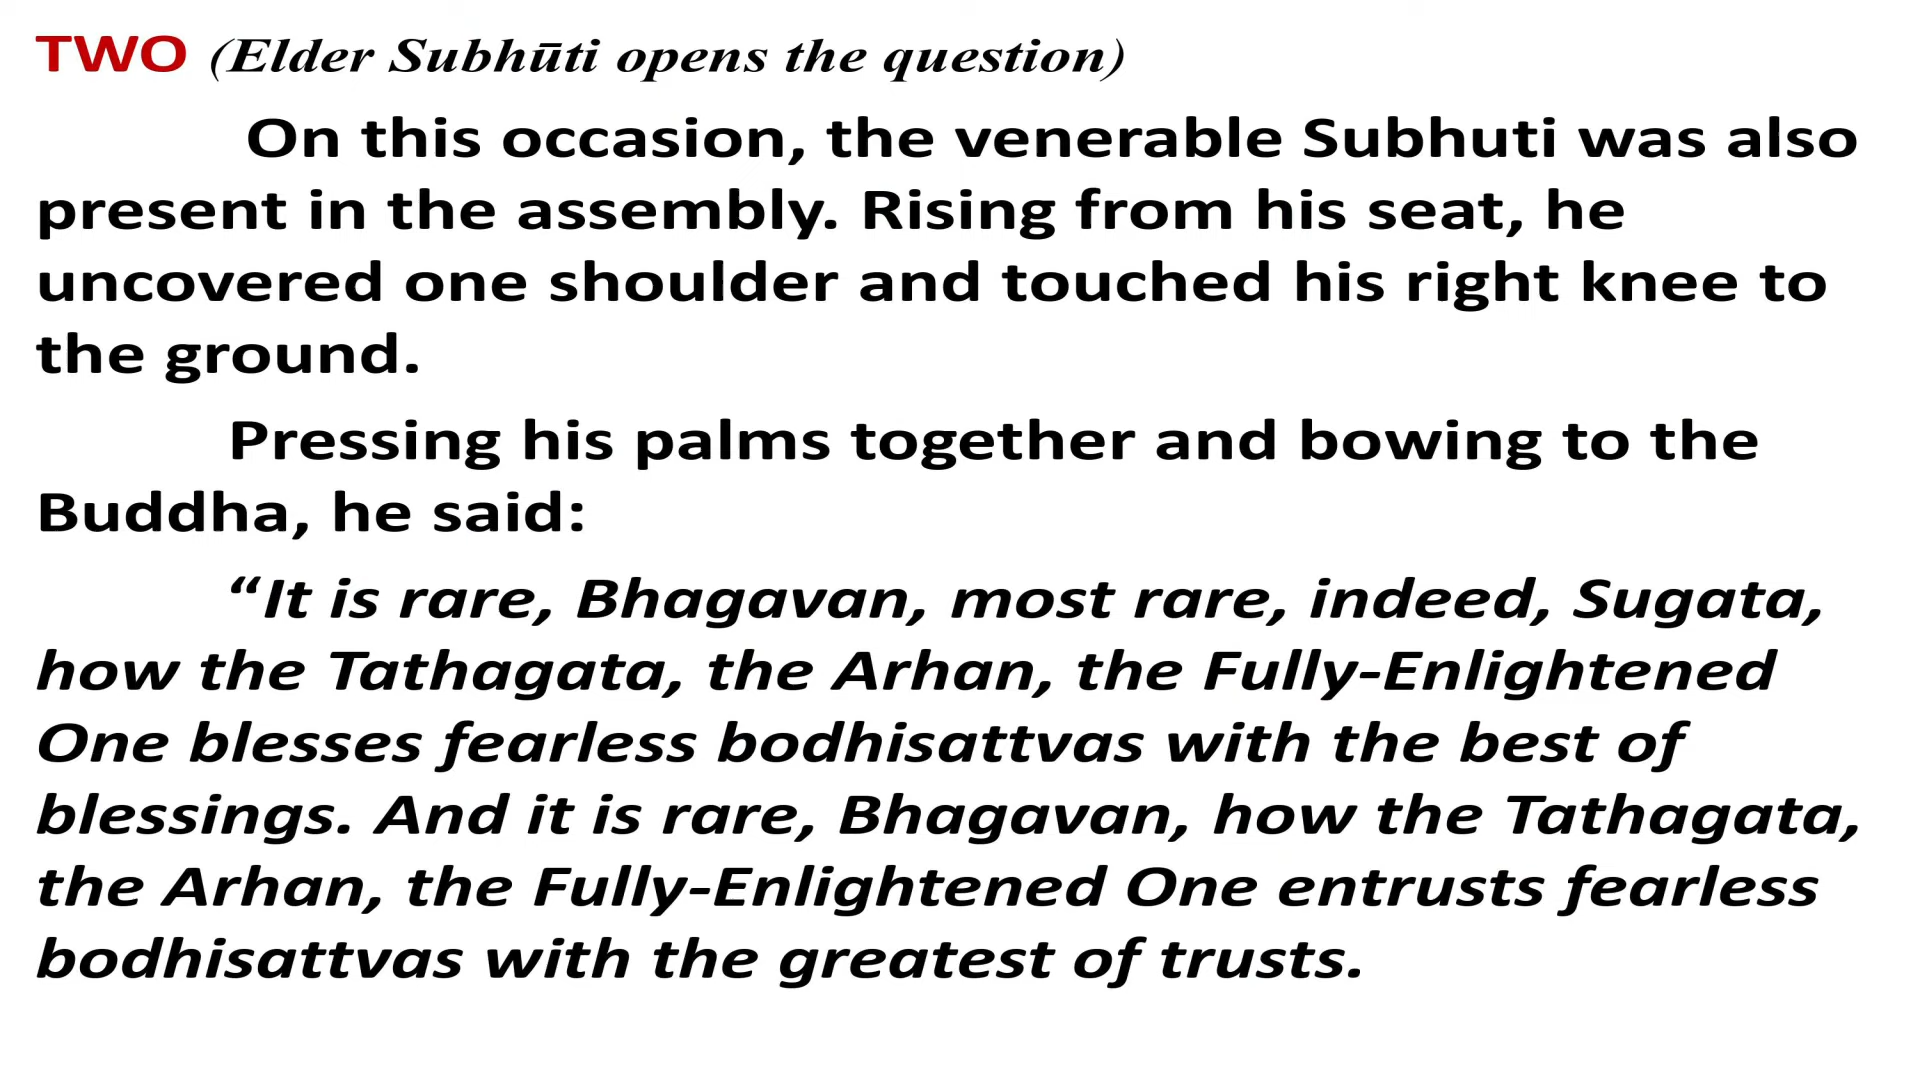 TWO (Elder Subhūti opens the question)
On this occasion, the venerable Subhuti was also
present in the assembly. Rising from his seat, he
uncovered one shoulder and touched his right knee to
the ground.
Pressing his palms together and bowing to the
Buddha, he said:
“It is rare, Bhagavan, most rare, indeed, Sugata,
how the Tathagata, the Arhan, the Fully-Enlightened
One blesses fearless bodhisattvas with the best of
blessings. And it is rare, Bhagavan, how the Tathagata,
the Arhan, the Fully-Enlightened One entrusts fearless
bodhisattvas with the greatest of trusts.